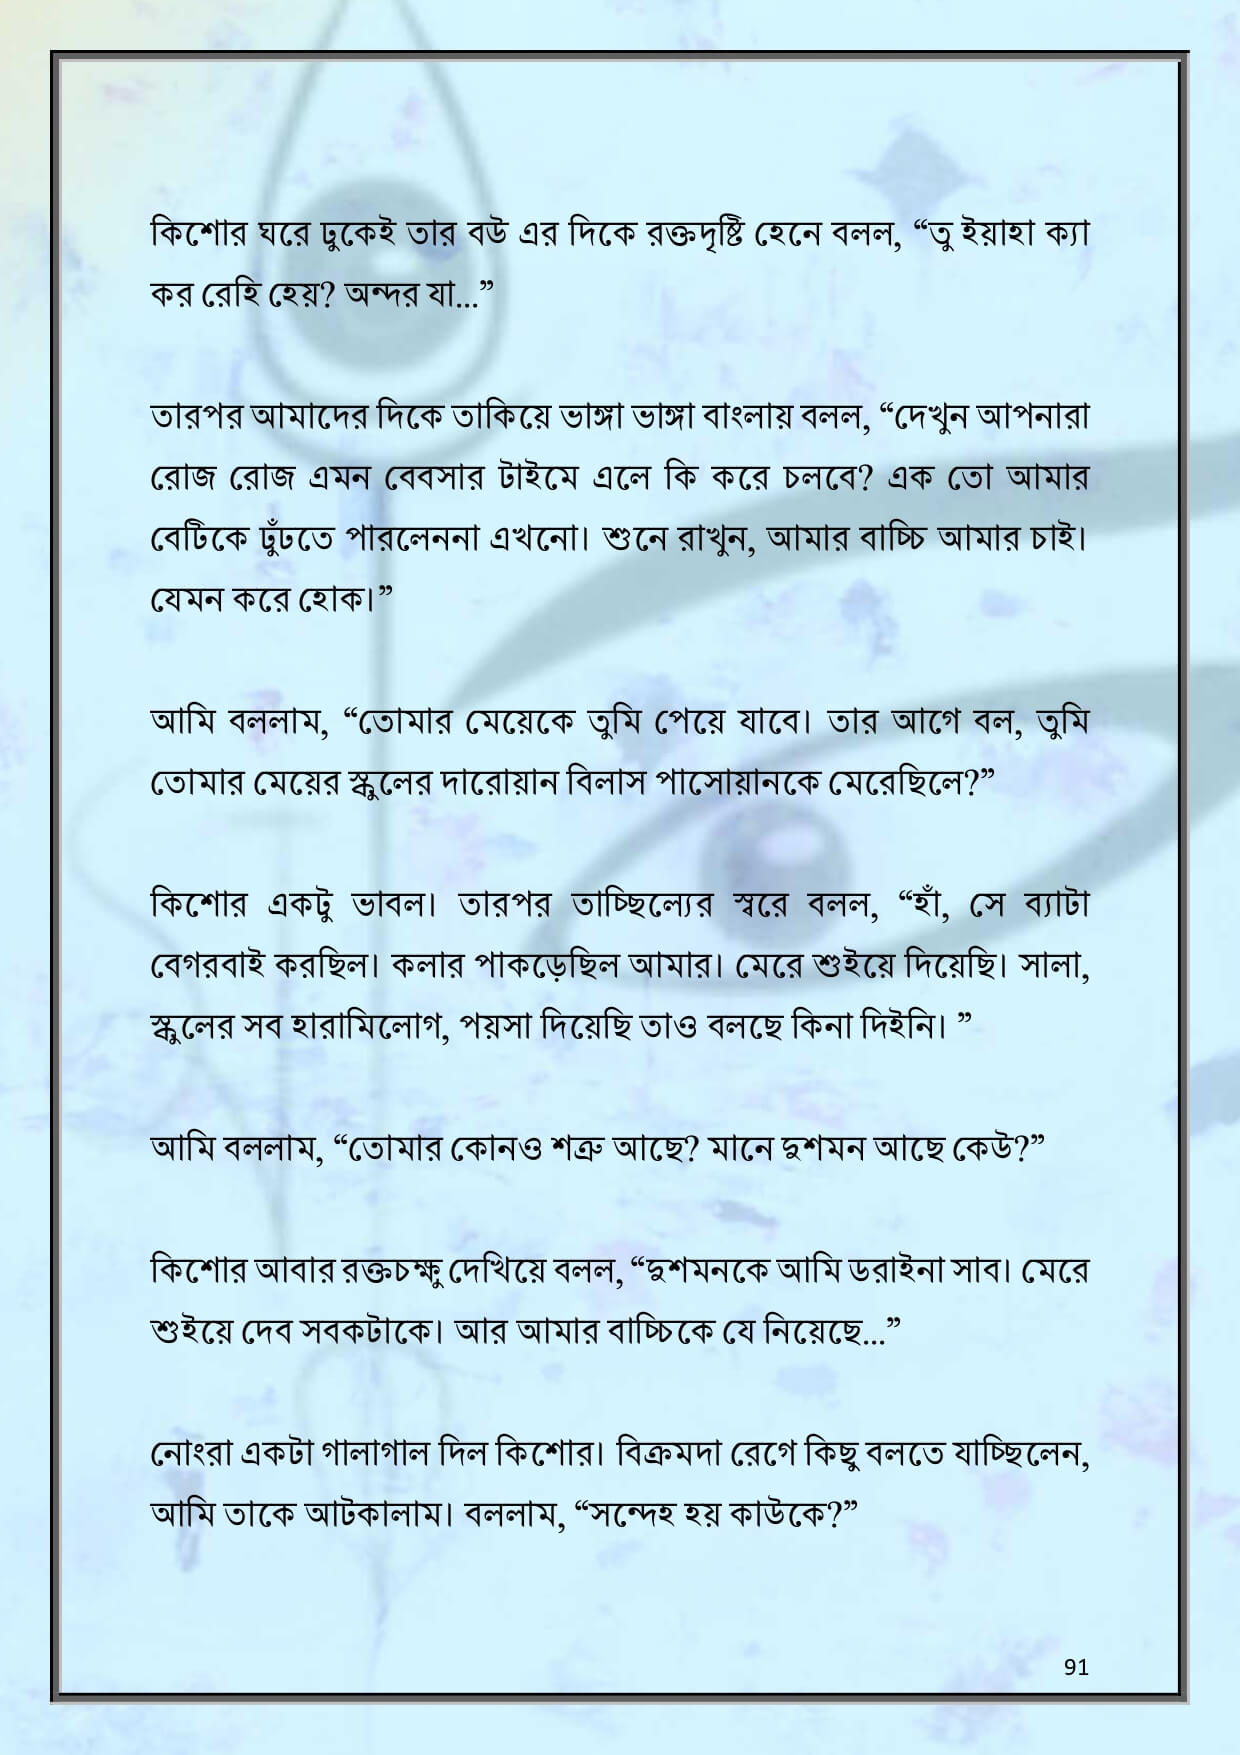 কিশোর ঘরে ঢুকেই তার বউ এর দিকে রক্তদৃষ্টি হেনে বলল, “তু ইয়াহা ক্যা
কর রেহি হেয়? অন্দর যা...”
তারপর আমাদের দিকে তাকিয়ে ভাঙ্গা ভাঙ্গা বাংলায় বলল, “দেখুন আপনারা
রোজ রোজ এমন বেবসার টাইমে এলে কি করে চলবে? এক তো আমার
বেটিকে ঢুঁঢতে পারলেননা এখনো। শুনে রাখুন, আমার বাচ্চি আমার চাই।
যেমন করে হোক।”
আমি বললাম, “তোমার মেয়েকে তুমি পেয়ে যাবে। তার আগে বল, তুমি
তোমার মেয়ের স্কুলের দারোয়ান বিলাস পাসোয়ানকে মেরেছিলে?”
কিশোর একটু ভাবল। তারপর তাচ্ছিল্যের স্বরে বলল, “হাঁ, সে ব্যাটা
বেগরবাই করছিল। কলার পাকড়েছিল আমার। মেরে শুইয়ে দিয়েছি। সালা,
স্কুলের সব হারামিলোগ, পয়সা দিয়েছি তাও বলছে কিনা দিইনি। ”
আমি বললাম, “তোমার কোনও শত্রু আছে? মানে দুশমন আছে কেউ?”
কিশোর আবার রক্তচক্ষু দেখিয়ে বলল, “দুশমনকে আমি ডরাইনা সাব। মেরে
শুইয়ে দেব সবকটাকে। আর আমার বাচ্চিকে যে নিয়েছে...”
নোংরা একটা গালাগাল দিল কিশোর। বিক্রমদা রেগে কিছু বলতে যাচ্ছিলেন,
আমি তাকে আটকালাম। বললাম, “সন্দেহ হয় কাউকে?”
91